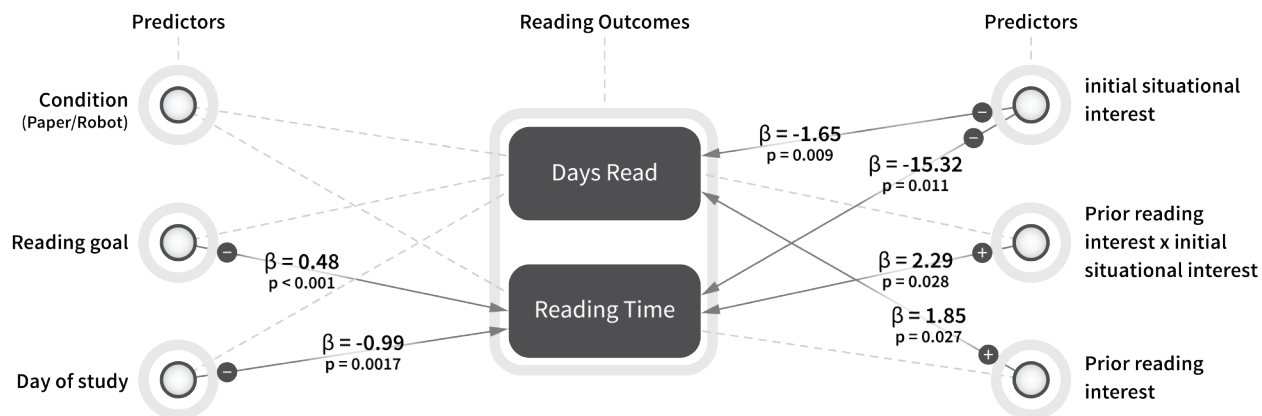 Predictors
Reading Outcomes
Predictors
Condition
(Paper/Robot)
Reading goal
Day of study
−
β = 0.48
p < 0.001
−
β = -0.99
p = 0.0017
Days Read
Reading Time
−
β = -1.65
p = 0.009
−
β = -15.32
p = 0.011
+
β = 2.29
p = 0.028
+
β = 1.85
p = 0.027
initial situational
interest
Prior reading
interest x initial
situational interest
Prior reading
interest